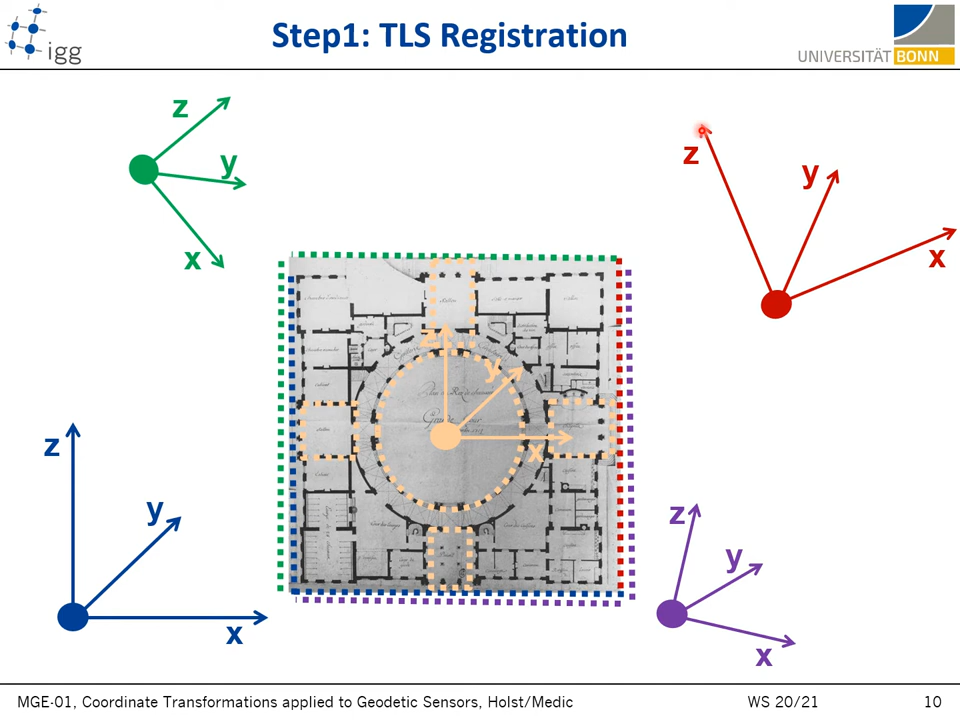 igg
Step1: TLS Registration
UNIVERSITÄT BONN
z
y
x
z
y
x
z
y
x
z
y
x
z
y
x
MGE-01, Coordinate Transformations applied to Geodetic Sensors, Holst/Medic
WS 20/21
10